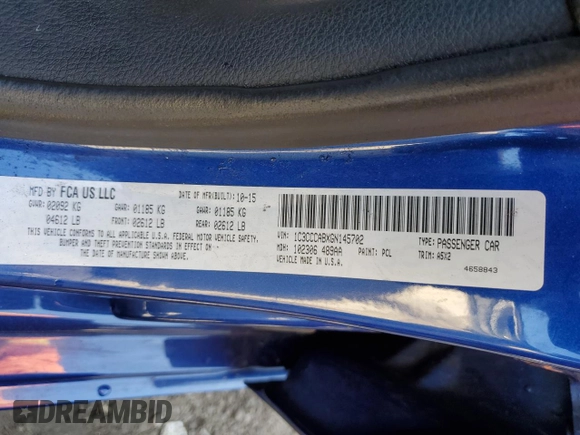 MFD BY FCA US LLC DATE OF MFR(BUILT): 10-15
GVWR: 02092 KG GAWR: 01185 KG GAWR: 01185 KG
04612 LB FRONT: 02612 LB REAR: 02612 LB
THIS VEHICLE CONFORMS TO ALL APPLICABLE U.S.A. FEDERAL MOTOR VEHICLE SAFETY,
BUMPER AND THEFT PREVENTION STANDARDS IN EFFECT ON
THE DATE OF MANUFACTURE SHOWN ABOVE.
VIN: 1C3CCCABXGN145702 TYPE: PASSENGER CAR
MDH: 102306 489AA PAINT: PCL TRIM: A5X2
VEHICLE MADE IN U.S.A. 4658843
DREAMBID